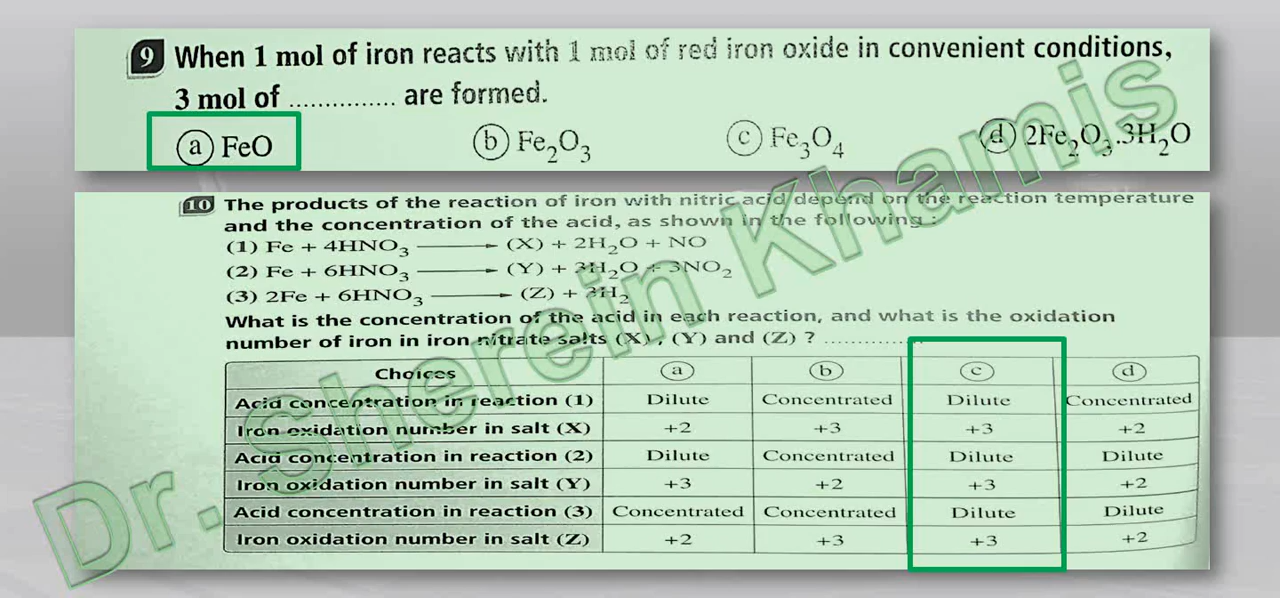 9 When 1 mol of iron reacts with 1 mol of red iron oxide in convenient conditions,
3 mol of ............... are formed.
a FeO b Fe₂O₃ c Fe₃O₄ d 2Fe₂O₃.3H₂O
10 The products of the reaction of iron with nitric acid depend on the reaction temperature
and the concentration of the acid, as shown in the following :
(1) Fe + 4HNO₃ ⟶ (X) + 2H₂O + NO
(2) Fe + 6HNO₃ ⟶ (Y) + 3H₂O + 3NO₂
(3) 2Fe + 6HNO₃ ⟶ (Z) + 3H₂
What is the concentration of the acid in each reaction, and what is the oxidation
number of iron in iron nitrate salts (X), (Y) and (Z) ? ...............
Choices a b c d
Acid concentration in reaction (1) Dilute Concentrated Dilute Concentrated
Iron oxidation number in salt (X) +2 +3 +3 +2
Acid concentration in reaction (2) Dilute Concentrated Dilute Dilute
Iron oxidation number in salt (Y) +3 +2 +3 +2
Acid concentration in reaction (3) Concentrated Concentrated Dilute Dilute
Iron oxidation number in salt (Z) +2 +3 +3 +2
Dr. Sherein Khamis